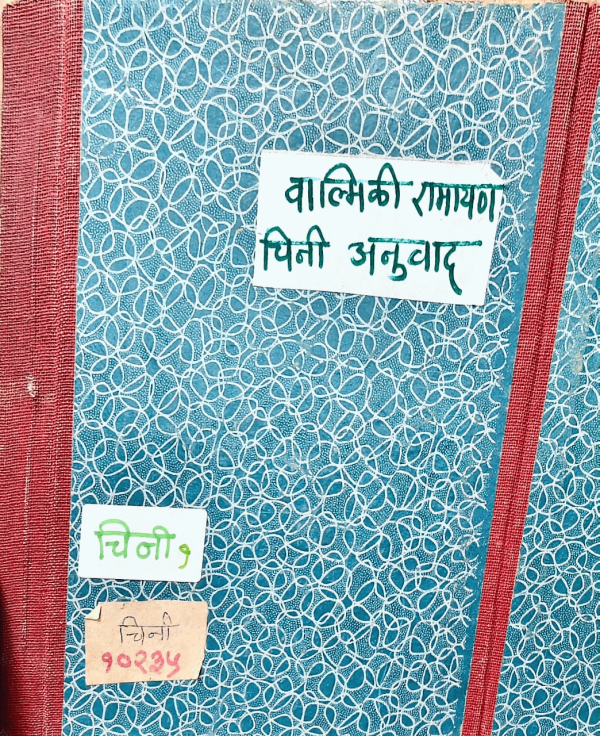 वाल्मिकी रामायण
चिनी अनुवाद
चिनी १
चिनी
१०२३५